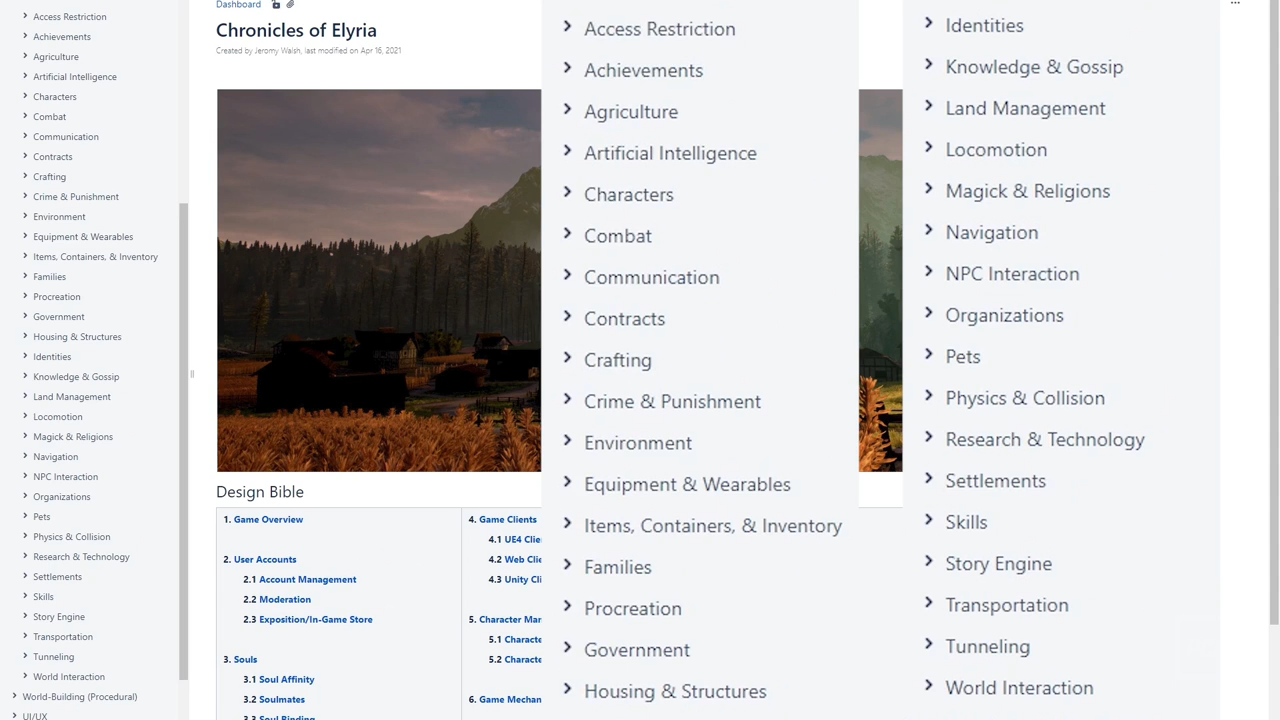 Access Restriction
Achievements
Agriculture
Artificial Intelligence
Characters
Combat
Communication
Contracts
Crafting
Crime & Punishment
Environment
Equipment & Wearables
Items, Containers, & Inventory
Families
Procreation
Government
Housing & Structures
Identities
Knowledge & Gossip
Land Management
Locomotion
Magick & Religions
Navigation
NPC Interaction
Organizations
Pets
Physics & Collision
Research & Technology
Settlements
Skills
Story Engine
Transportation
Tunneling
World Interaction
World-Building (Procedural)
UI/UX
Dashboard
Chronicles of Elyria
Created by Jeromy Walsh, last modified on Apr 16, 2021
Design Bible
1. Game Overview
2. User Accounts
2.1 Account Management
2.2 Moderation
2.3 Exposition/In-Game Store
3. Souls
3.1 Soul Affinity
3.2 Soulmates
3.3 Soul Binding
4. Game Clients
4.1 UE4 Clie
4.2 Web Clie
4.3 Unity Cli
5. Character Man
5.1 Characte
5.2 Characte
6. Game Mechan
Access Restriction
Achievements
Agriculture
Artificial Intelligence
Characters
Combat
Communication
Contracts
Crafting
Crime & Punishment
Environment
Equipment & Wearables
Items, Containers, & Inventory
Families
Procreation
Government
Housing & Structures
Identities
Knowledge & Gossip
Land Management
Locomotion
Magick & Religions
Navigation
NPC Interaction
Organizations
Pets
Physics & Collision
Research & Technology
Settlements
Skills
Story Engine
Transportation
Tunneling
World Interaction